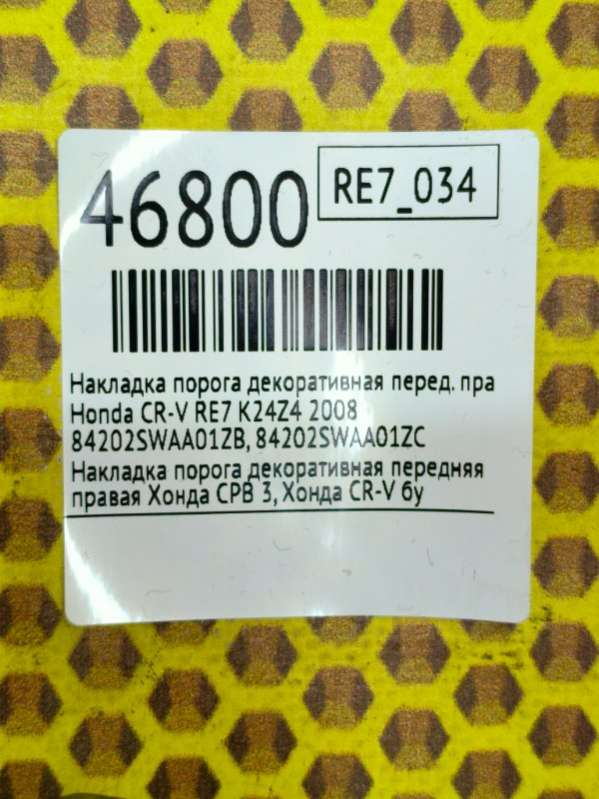 46800
RE7_034
Накладка порога декоративная перед. пра
Honda CR-V RE7 K24Z4 2008
84202SWAA01ZB, 84202SWAA01ZC
Накладка порога декоративная передняя
правая Хонда СРВ 3, Хонда CR-V бу